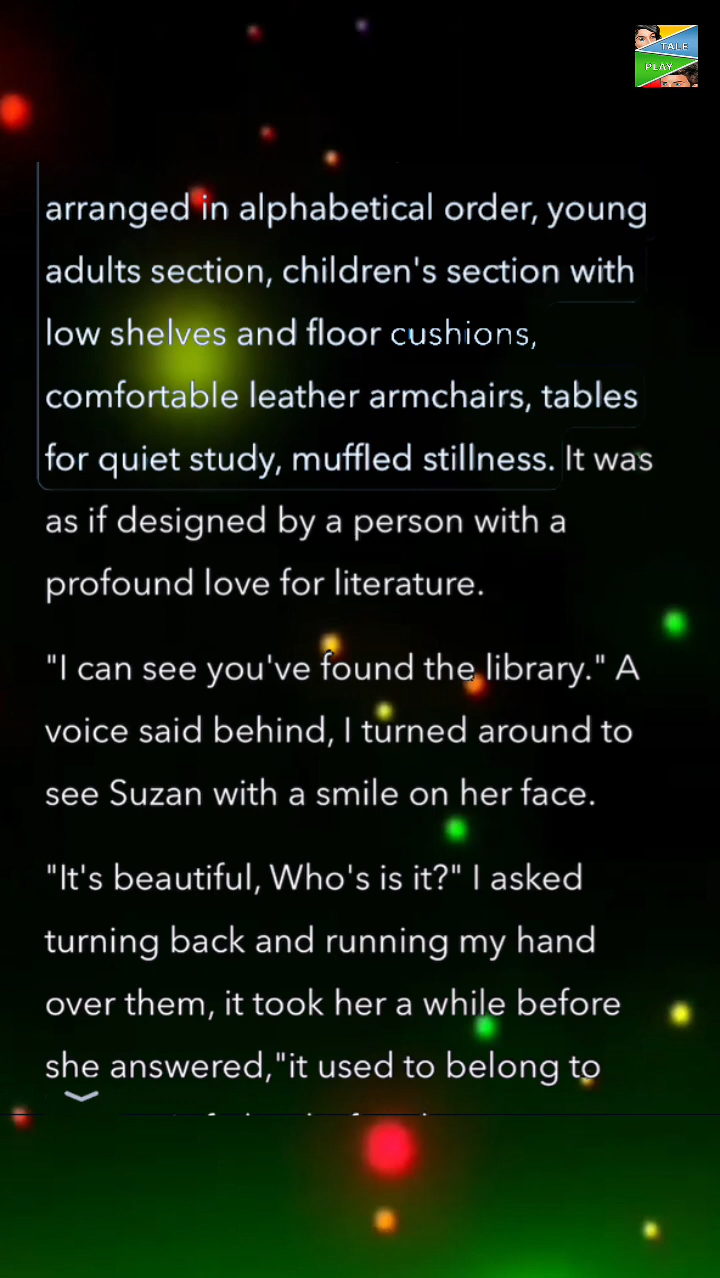 TALE
PLAY
arranged in alphabetical order, young
adults section, children's section with
low shelves and floor cushions,
comfortable leather armchairs, tables
for quiet study, muffled stillness. It was
as if designed by a person with a
profound love for literature.
"I can see you've found the library." A
voice said behind, I turned around to
see Suzan with a smile on her face.
"It's beautiful, Who's is it?" I asked
turning back and running my hand
over them, it took her a while before
she answered,"it used to belong to